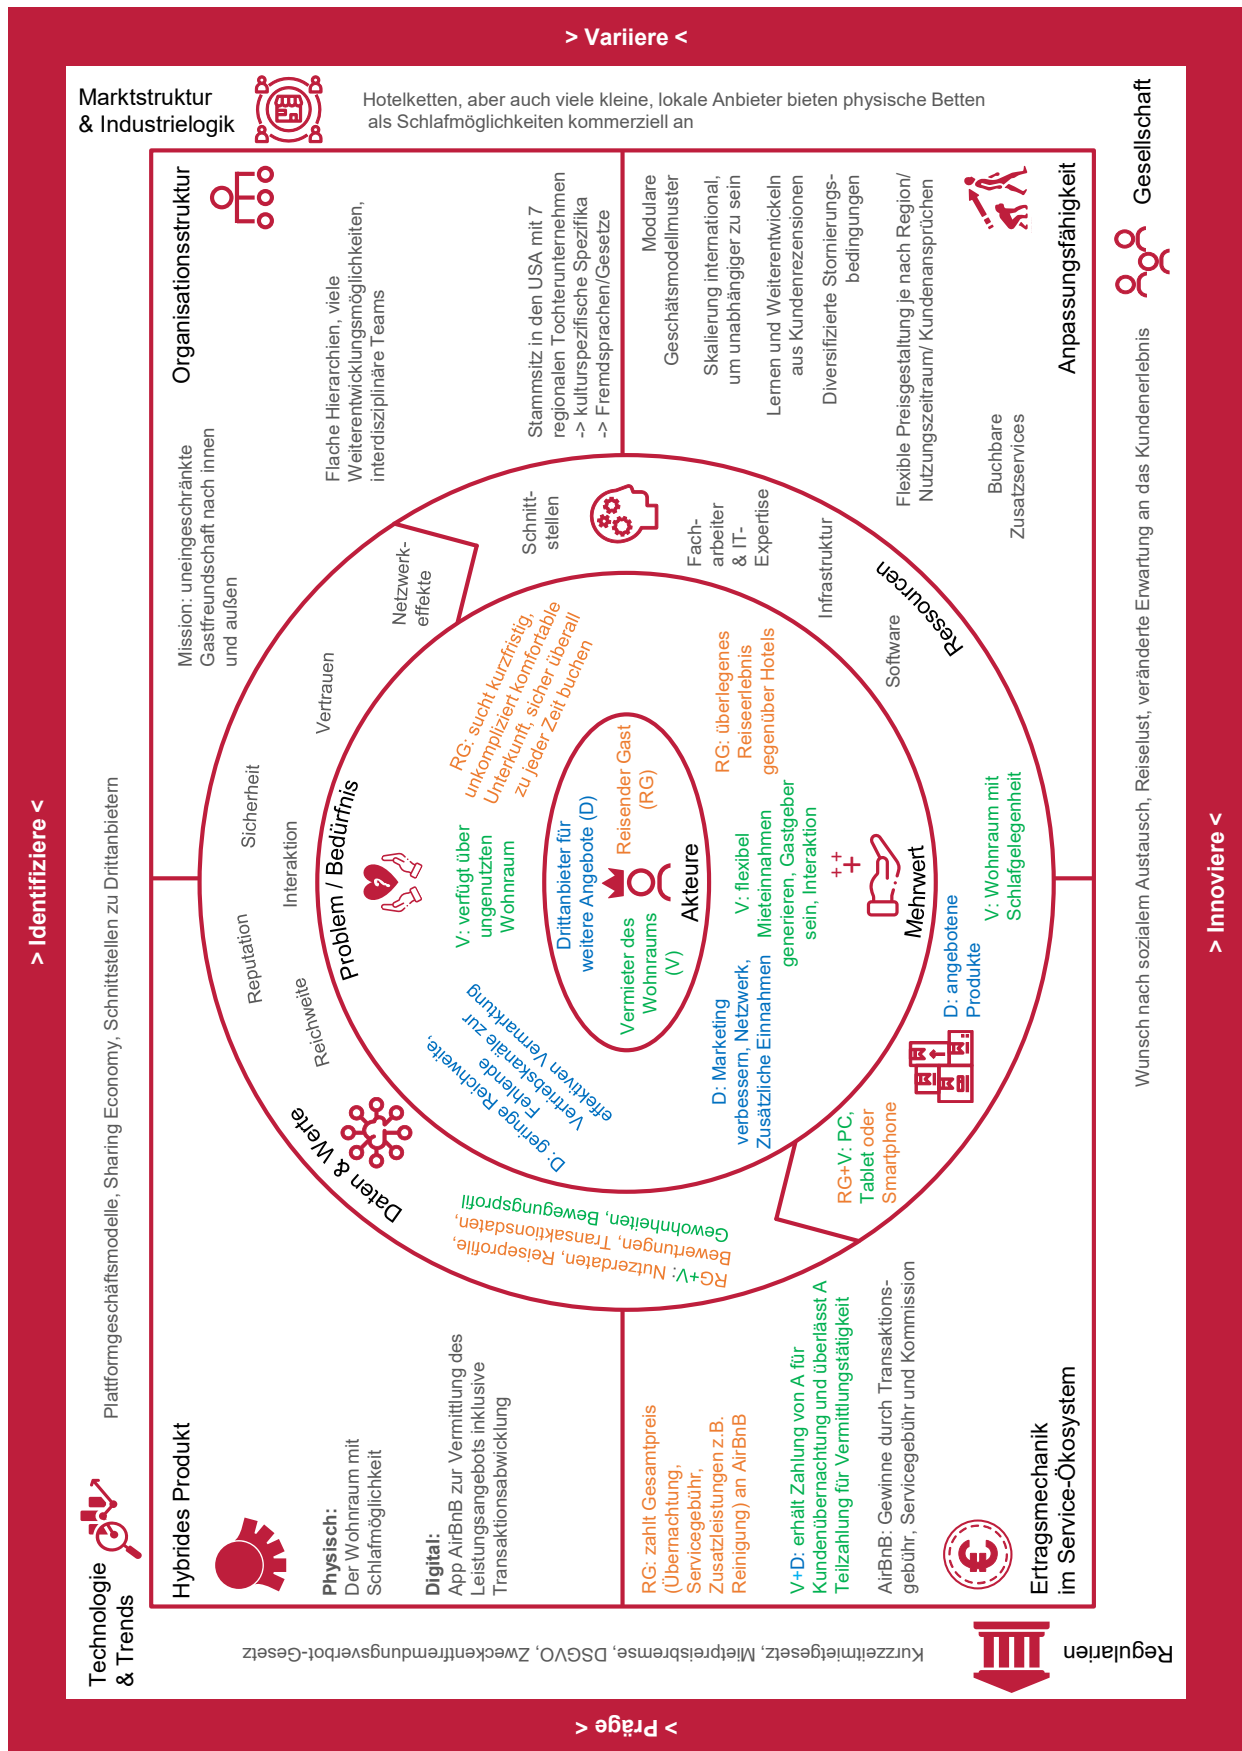 > Variiere <
Marktstruktur
& Industrielogik
Hotelketten, aber auch viele kleine, lokale Anbieter bieten physische Betten
als Schlafmöglichkeiten kommerziell an
> Identifiziere <
Technologie
& Trends
Plattformgeschäftsmodelle, Sharing Economy, Schnittstellen zu Drittanbietern
Hybrides Produkt
Physisch:
Der Wohnraum mit
Schlafmöglichkeit
Digital:
App AirBnB zur Vermittlung des
Leistungsangebots inklusive
Transaktionsabwicklung
Organisationsstruktur
Mission: uneingeschränkte
Gastfreundschaft nach innen
und außen
Flache Hierarchien, viele
Weiterentwicklungsmöglichkeiten,
interdisziplinäre Teams
Stammsitz in den USA mit 7
regionalen Tochterunternehmen
-> kulturspezifische Spezifika
-> Fremdsprachen/Gesetze
Daten & Werte
Reputation
Sicherheit
Reichweite
Interaktion
Vertrauen
Netzwerk-
effekte
RG+V: Nutzerdaten, Reiseprofile,
Bewertungen, Transaktionsdaten,
Gewohnheiten, Bewegungsprofil
Problem / Bedürfnis
D: geringe Reichweite,
Fehlende
Vertriebskanäle zur
effektiven Vermarktung
V: verfügt über
ungenutzten
Wohnraum
RG: sucht kurzfristig,
unkompliziert komfortable
Unterkunft, sicher überall
zu jeder Zeit buchen
Drittanbieter für
weitere Angebote (D)
Vermieter des
Wohnraums
(V)
Reisender Gast
(RG)
Akteure
D: Marketing
verbessern, Netzwerk,
Zusätzliche Einnahmen
V: flexibel
Mieteinnahmen
generieren, Gastgeber
sein, Interaktion
RG: überlegenes
Reiseerlebnis
gegenüber Hotels
Mehrwert
Schnitt-
stellen
Fach-
arbeiter
& IT-
Expertise
Infrastruktur
Software
Ressourcen
RG+V: PC,
Tablet oder
Smartphone
D: angebotene
Produkte
V: Wohnraum mit
Schlafgelegenheit
RG: zahlt Gesamtpreis
(Übernachtung,
Servicegebühr,
Zusatzleistungen z.B.
Reinigung) an AirBnB
V+D: erhält Zahlung von A für
Kundenübernachtung und überlässt A
Teilzahlung für Vermittlungstätigkeit
AirBnB: Gewinne durch Transaktions-
gebühr, Servicegebühr und Kommission
Ertragsmechanik
im Service-Ökosystem
Modulare
Geschätsmodellmuster
Skalierung international,
um unabhängiger zu sein
Lernen und Weiterentwickeln
aus Kundenrezensionen
Diversifizierte Stornierungs-
bedingungen
Flexible Preisgestaltung je nach Region/
Nutzungszeitraum/ Kundenansprüchen
Buchbare
Zusatzservices
Anpassungsfähigkeit
Gesellschaft
Wunsch nach sozialem Austausch, Reiselust, veränderte Erwartung an das Kundenerlebnis
> Innoviere <
Regularien
Kurzzeitmietgesetz, Mietpreisbremse, DSGVO, Zweckentfremdungsverbot-Gesetz
> Präge <